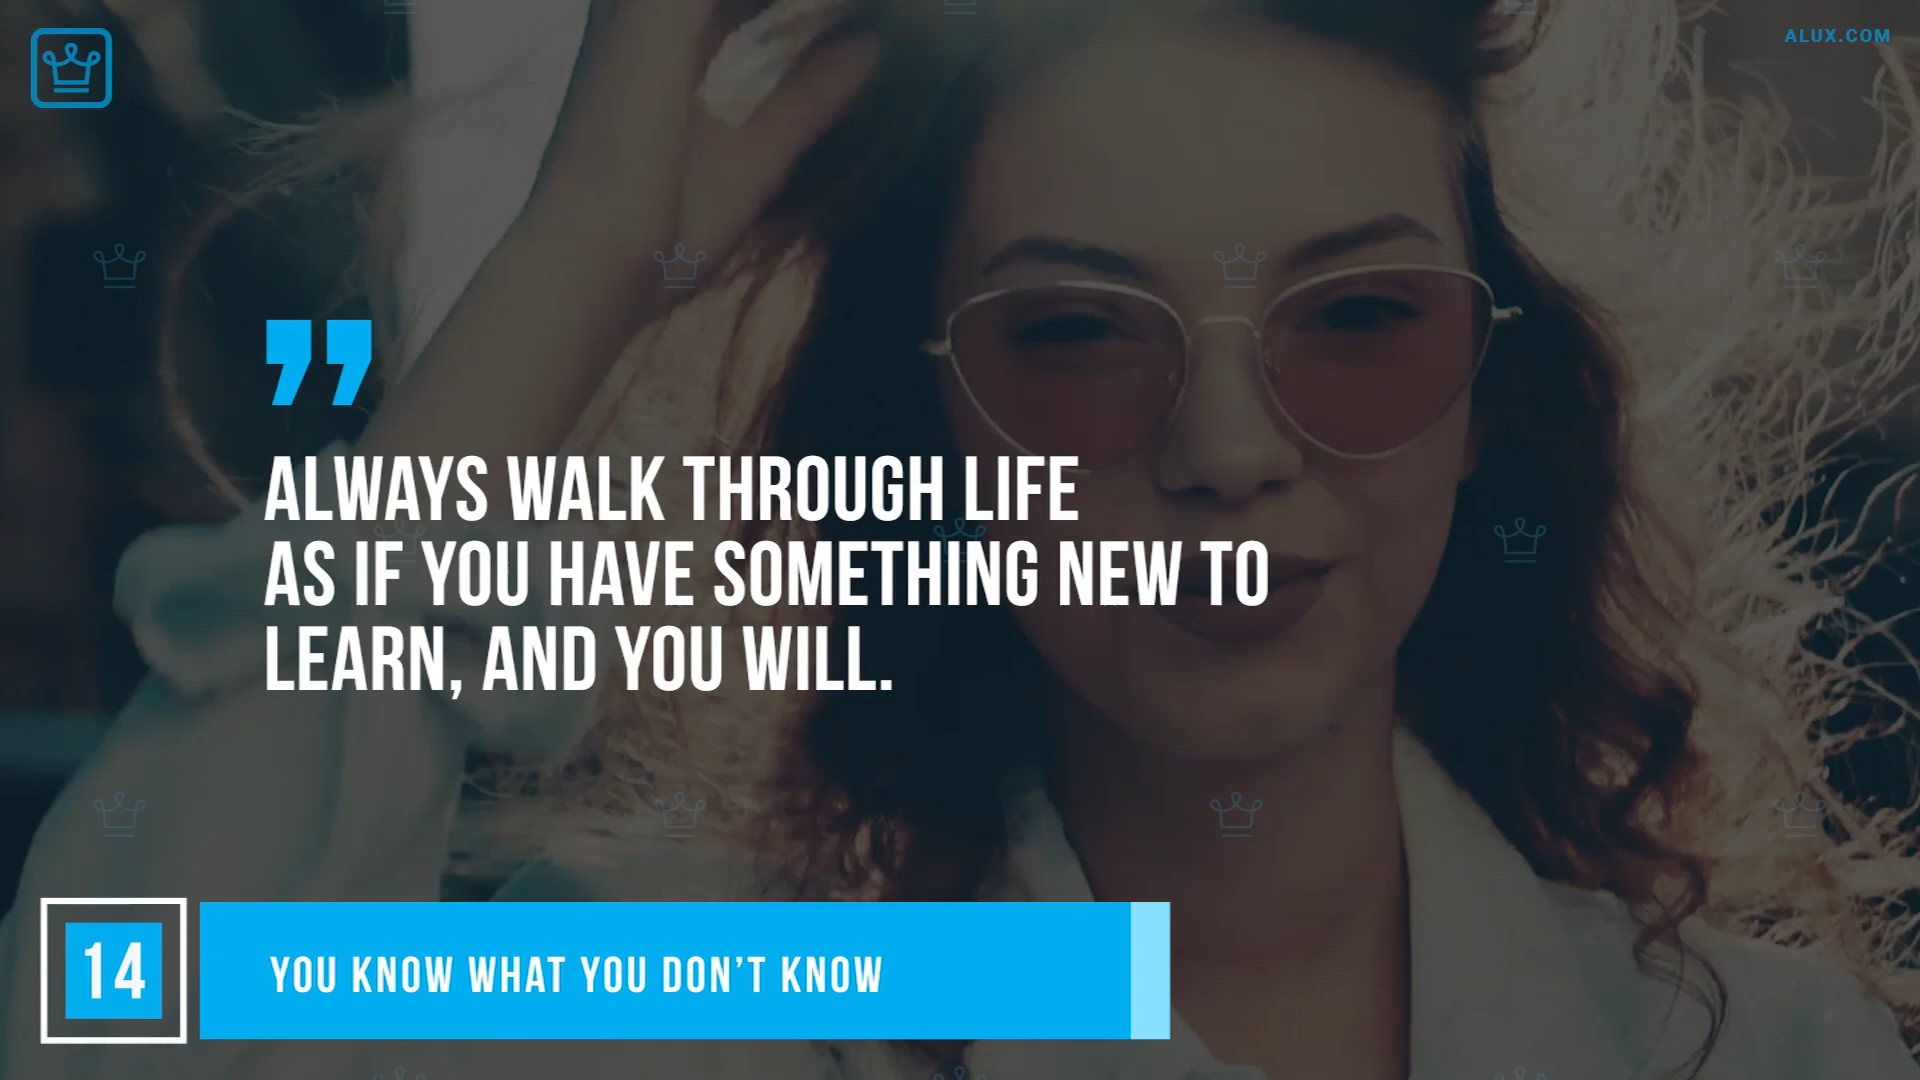 ALUX.COM
”
ALWAYS WALK THROUGH LIFE
AS IF YOU HAVE SOMETHING NEW TO
LEARN, AND YOU WILL.
14
YOU KNOW WHAT YOU DON’T KNOW